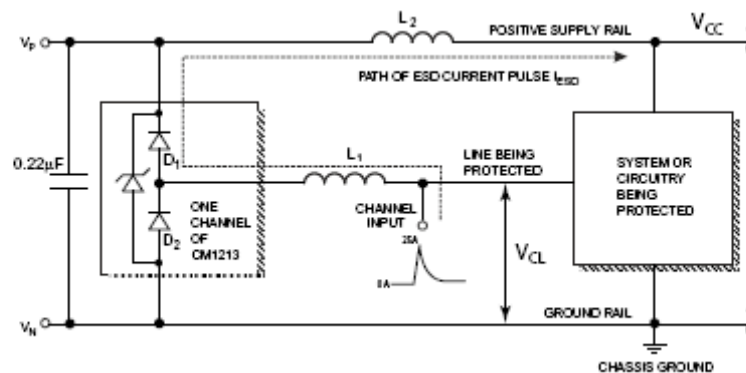 L2
POSITIVE SUPPLY RAIL
VCC
VP
PATH OF ESD CURRENT PULSE IESD
0.22µF
D1
L1
LINE BEING
PROTECTED
SYSTEM OR
CIRCUITRY
BEING
PROTECTED
ONE
CHANNEL
OF
CM1213
D2
CHANNEL
INPUT
25A
0A
VCL
VN
GROUND RAIL
CHASSIS GROUND